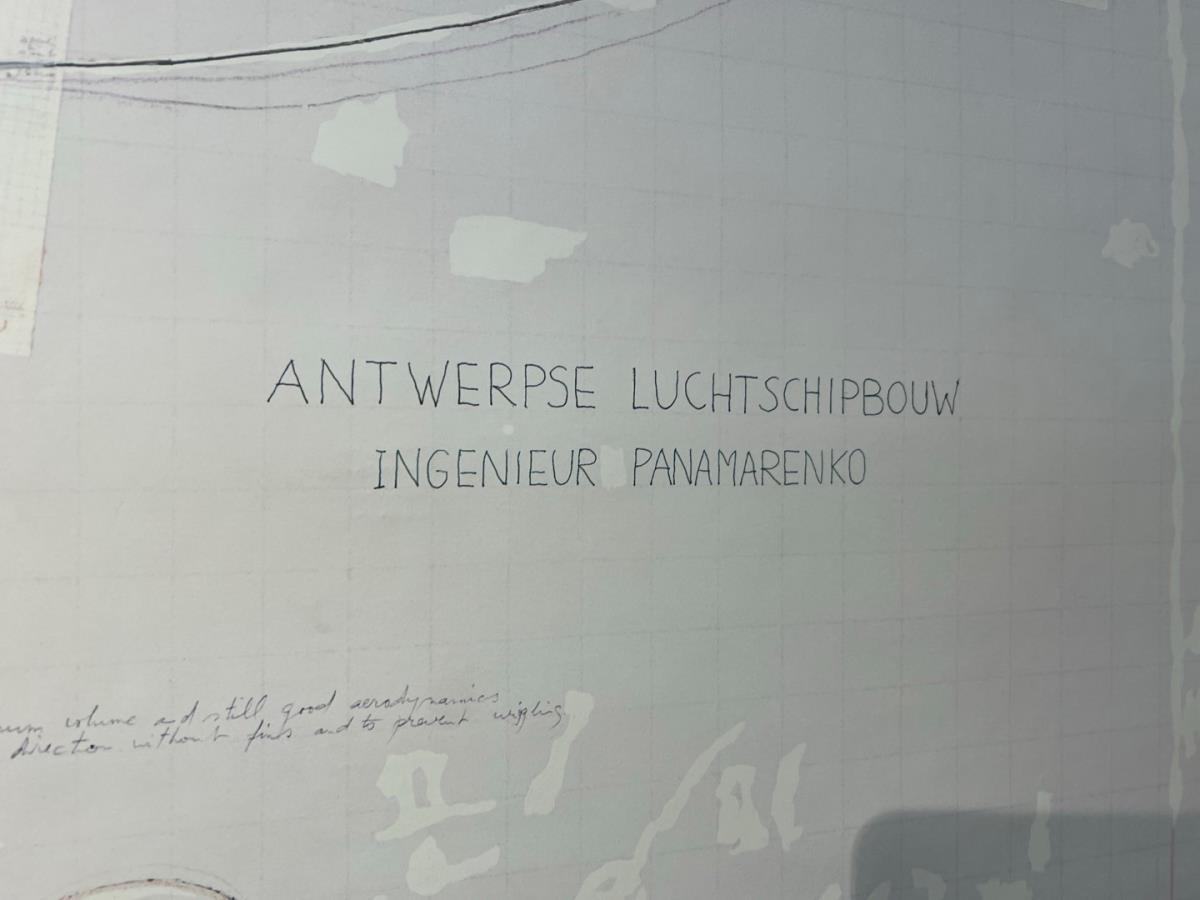 ANTWERPSE LUCHTSCHIPBOUW
INGENIEUR PANAMARENKO
volume and still good aerodynamics
direction without fins and to prevent wiggling